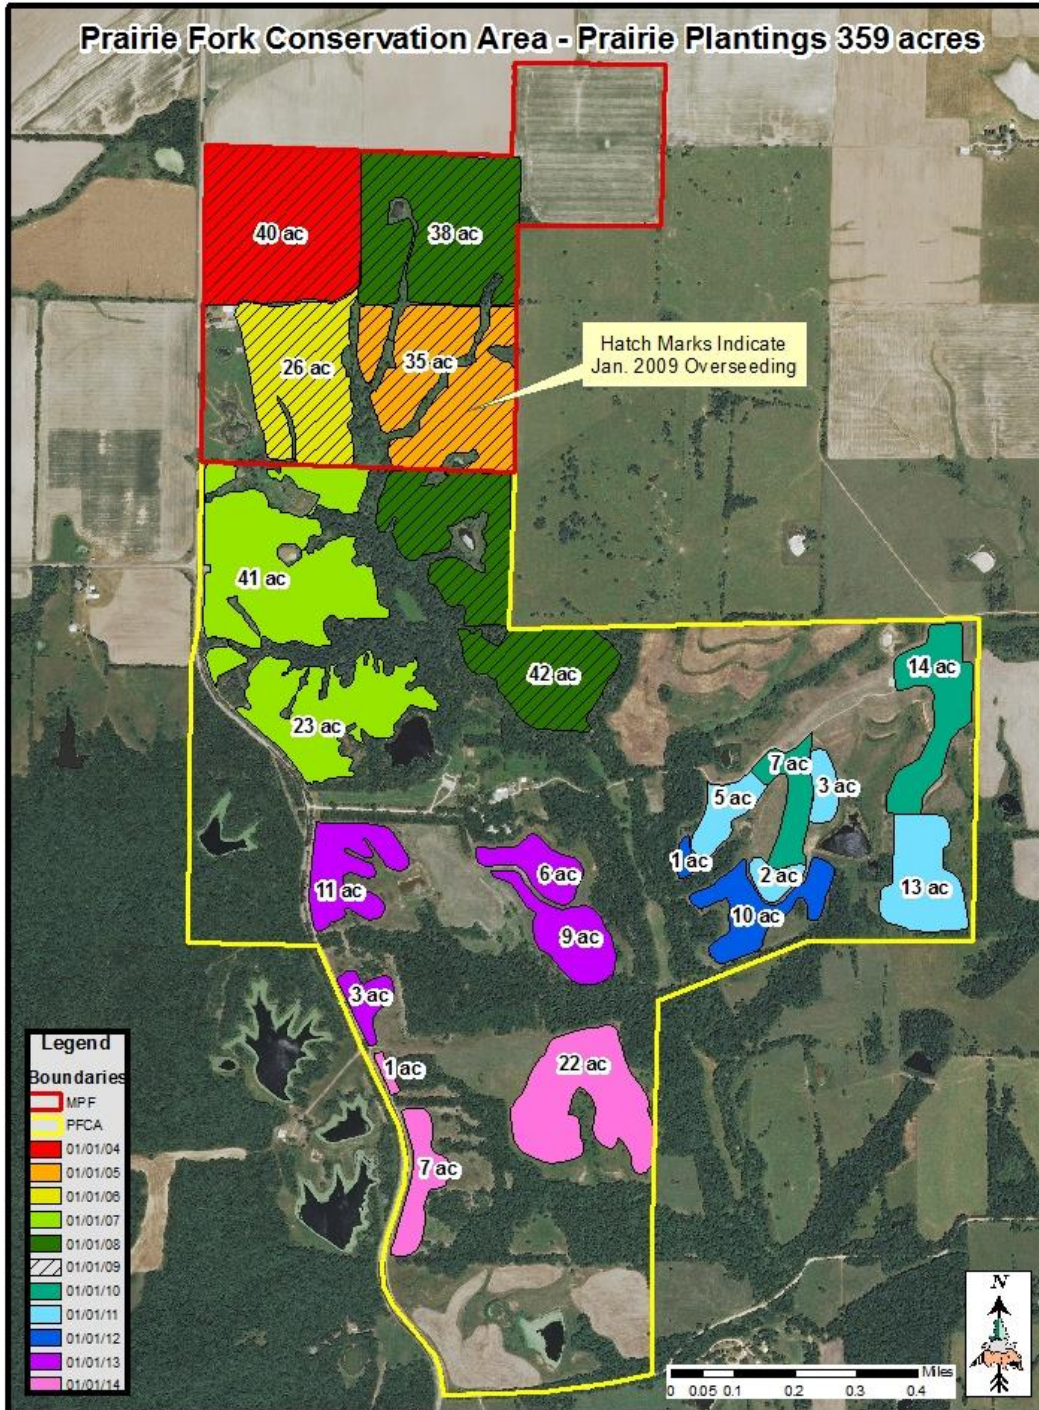 Prairie Fork Conservation Area - Prairie Plantings 359 acres
40 ac
38 ac
26 ac
35 ac
Hatch Marks Indicate
Jan. 2009 Overseeding
41 ac
42 ac
23 ac
14 ac
7 ac
3 ac
5 ac
1 ac
2 ac
13 ac
10 ac
11 ac
6 ac
9 ac
3 ac
1 ac
22 ac
7 ac
Legend
Boundaries
MPF
PFCA
01/01/04
01/01/05
01/01/06
01/01/07
01/01/08
01/01/09
01/01/10
01/01/11
01/01/12
01/01/13
01/01/14
N
Miles
0 0.05 0.1 0.2 0.3 0.4